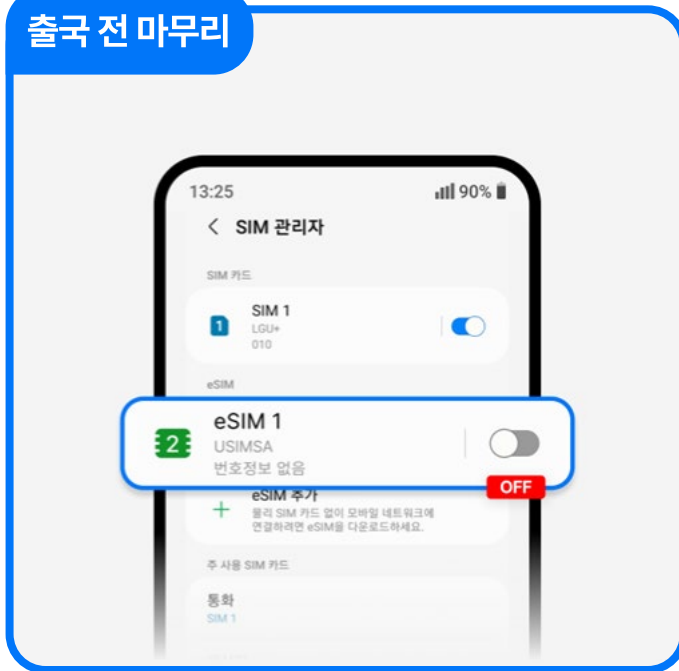 출국 전 마무리
13:25
90%
SIM 관리자
SIM 카드
1
SIM 1
LGU+
010
eSIM
2
eSIM 1
USIMSA
번호정보 없음
OFF
eSIM 추가
물리 SIM 카드 없이 모바일 네트워크에
연결하려면 eSIM을 다운로드하세요.
주 사용 SIM 카드
통화
SIM 1